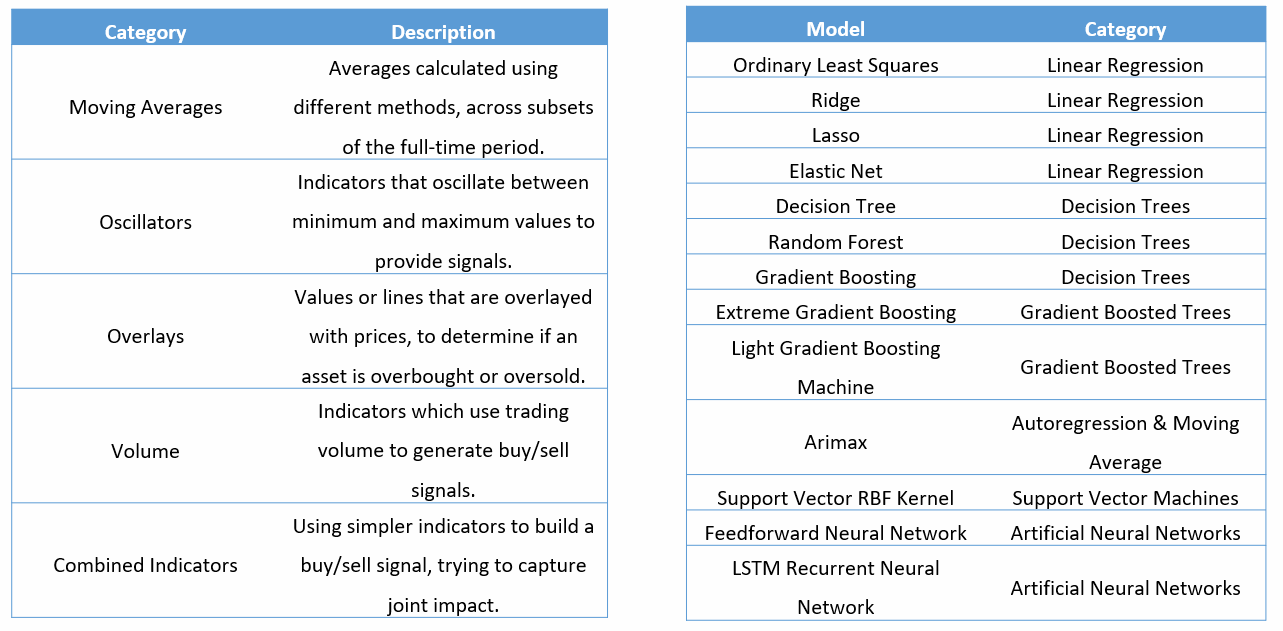 Category Description
Moving Averages
Averages calculated using
different methods, across subsets
of the full-time period.
Oscillators
Indicators that oscillate between
minimum and maximum values to
provide signals.
Overlays
Values or lines that are overlayed
with prices, to determine if an
asset is overbought or oversold.
Volume
Indicators which use trading
volume to generate buy/sell
signals.
Combined Indicators
Using simpler indicators to build a
buy/sell signal, trying to capture
joint impact.
Model Category
Ordinary Least Squares Linear Regression
Ridge Linear Regression
Lasso Linear Regression
Elastic Net Linear Regression
Decision Tree Decision Trees
Random Forest Decision Trees
Gradient Boosting Decision Trees
Extreme Gradient Boosting Gradient Boosted Trees
Light Gradient Boosting
Machine
Gradient Boosted Trees
Arimax
Autoregression & Moving
Average
Support Vector RBF Kernel Support Vector Machines
Feedforward Neural Network Artificial Neural Networks
LSTM Recurrent Neural
Network
Artificial Neural Networks